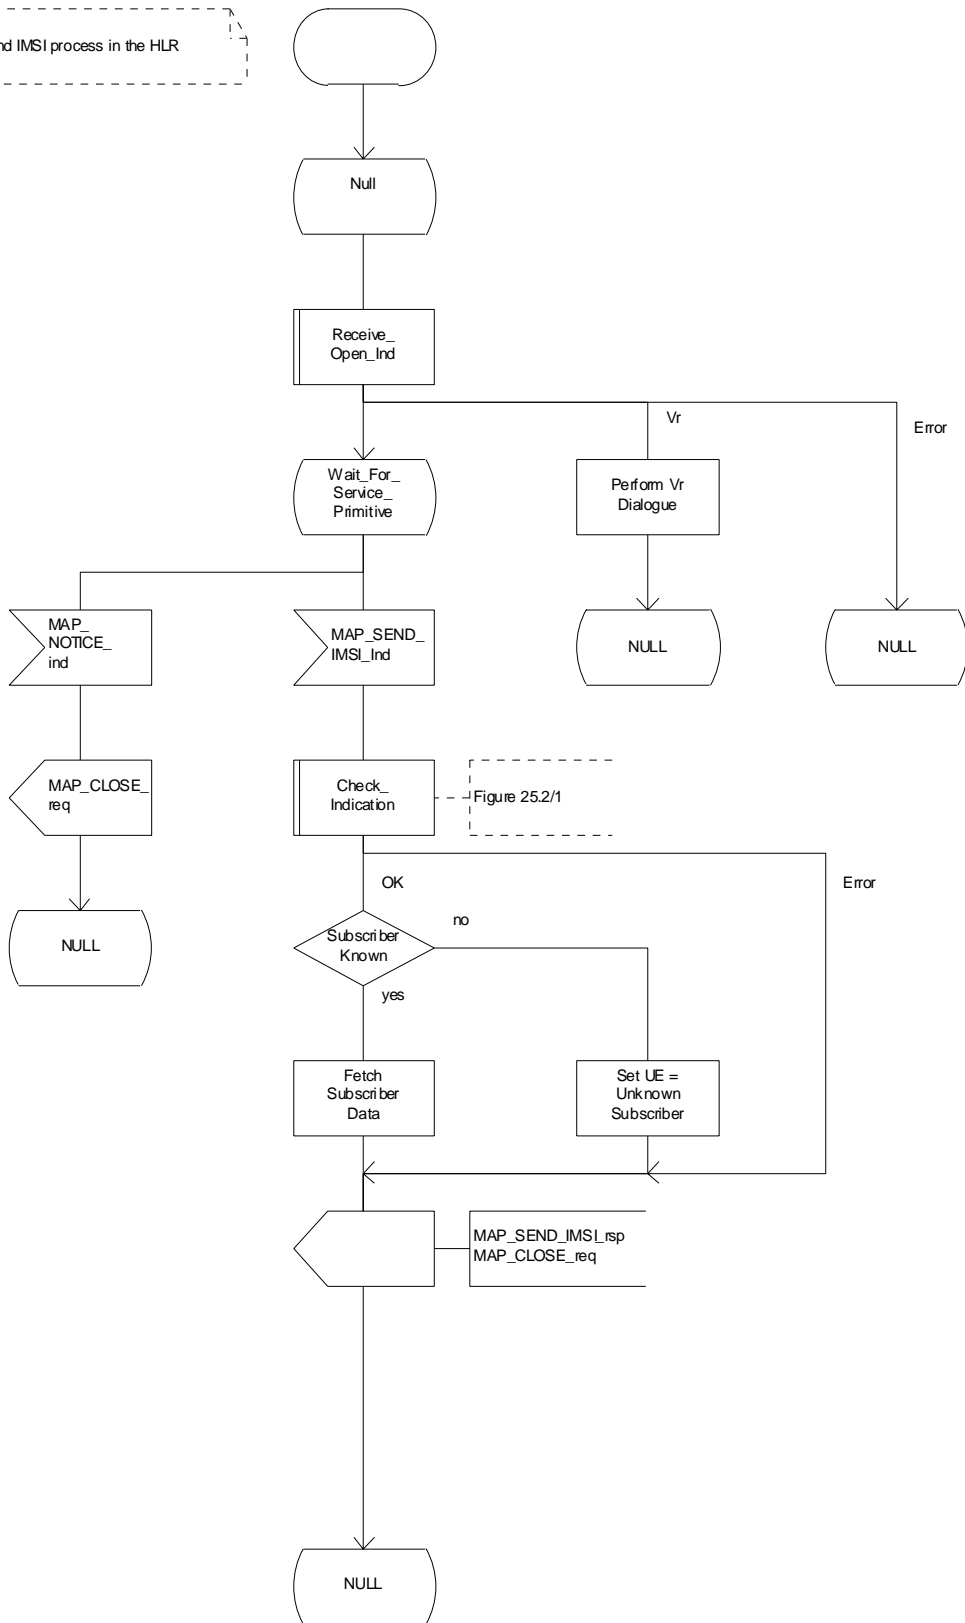 nd IMSI process in the HLR
Null
Receive_
Open_Ind
Vr
Error
Wait_For_
Service_
Primitive
Perform Vr
Dialogue
MAP_
NOTICE_
ind
MAP_SEND_
IMSI_Ind
NULL
NULL
MAP_CLOSE_
req
Check_
Indication
Figure 25.2/1
OK
Error
no
Subscriber
Known
NULL
yes
Fetch
Subscriber
Data
Set UE =
Unknown
Subscriber
MAP_SEND_IMSI_rsp
MAP_CLOSE_req
NULL